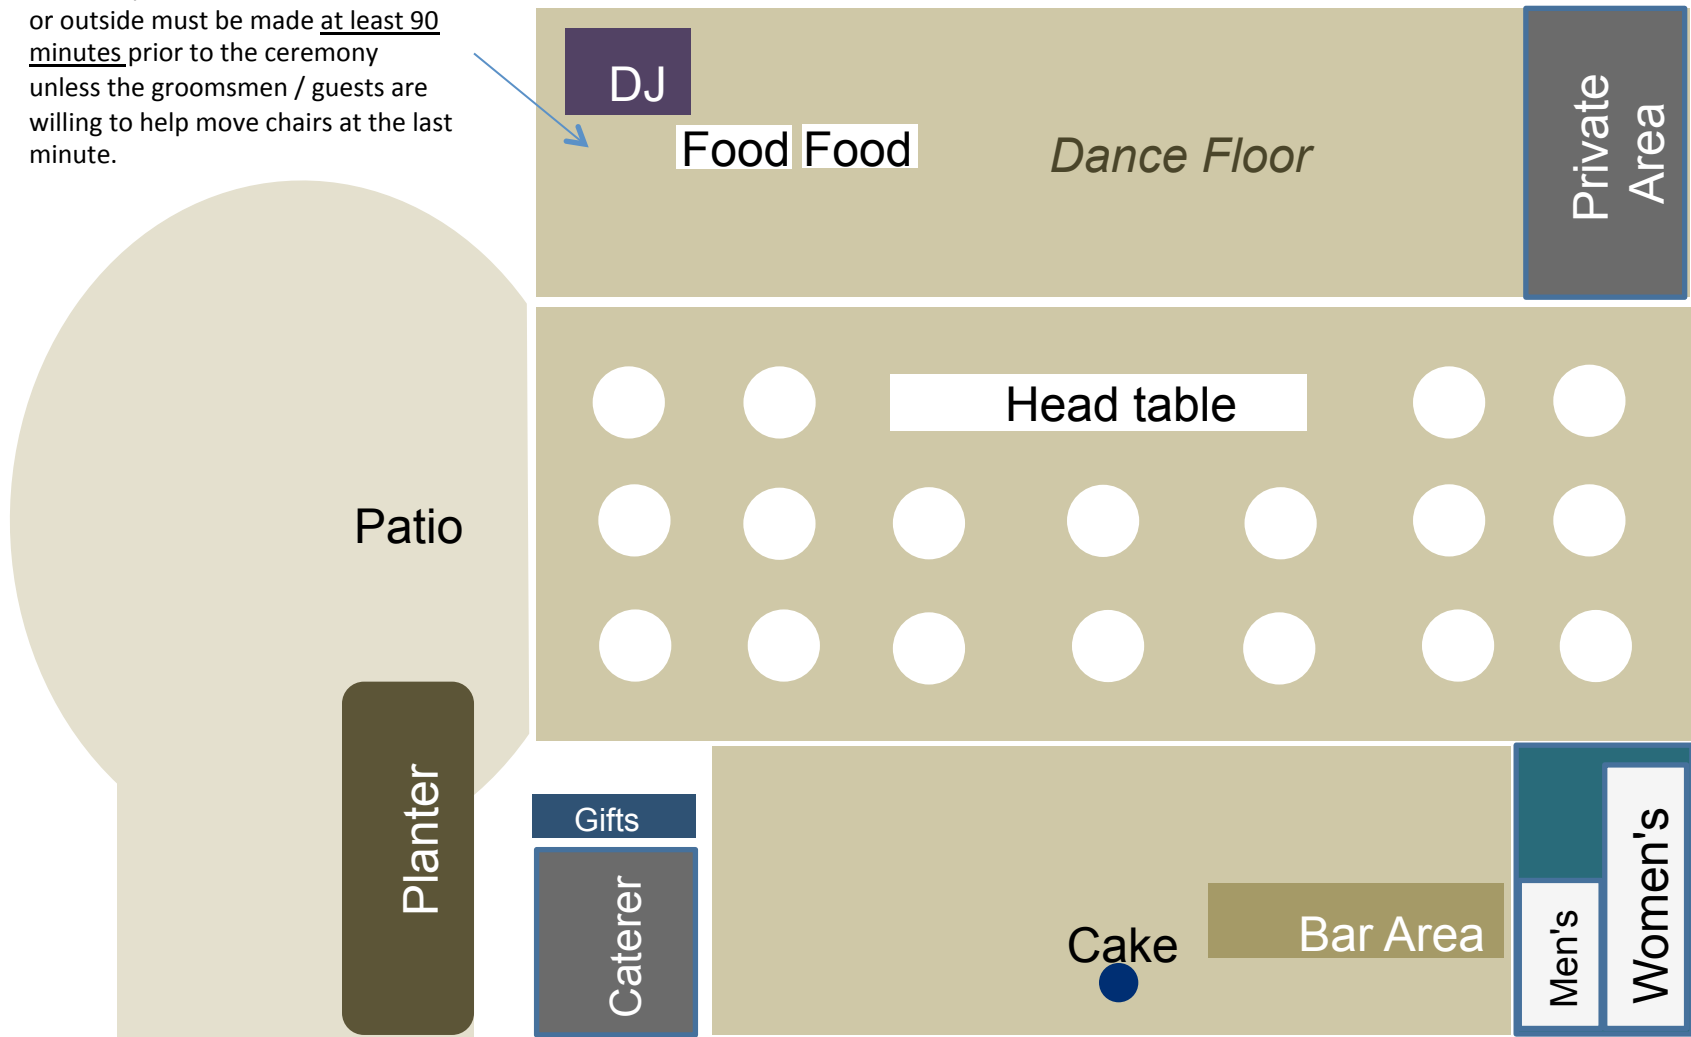 or outside must be made at least 90
minutes prior to the ceremony
unless the groomsmen / guests are
willing to help move chairs at the last
minute.
DJ
Food Food
Dance Floor
Private
Area
Head table
Patio
Planter
Gifts
Caterer
Cake
Bar Area
Men's
Women's